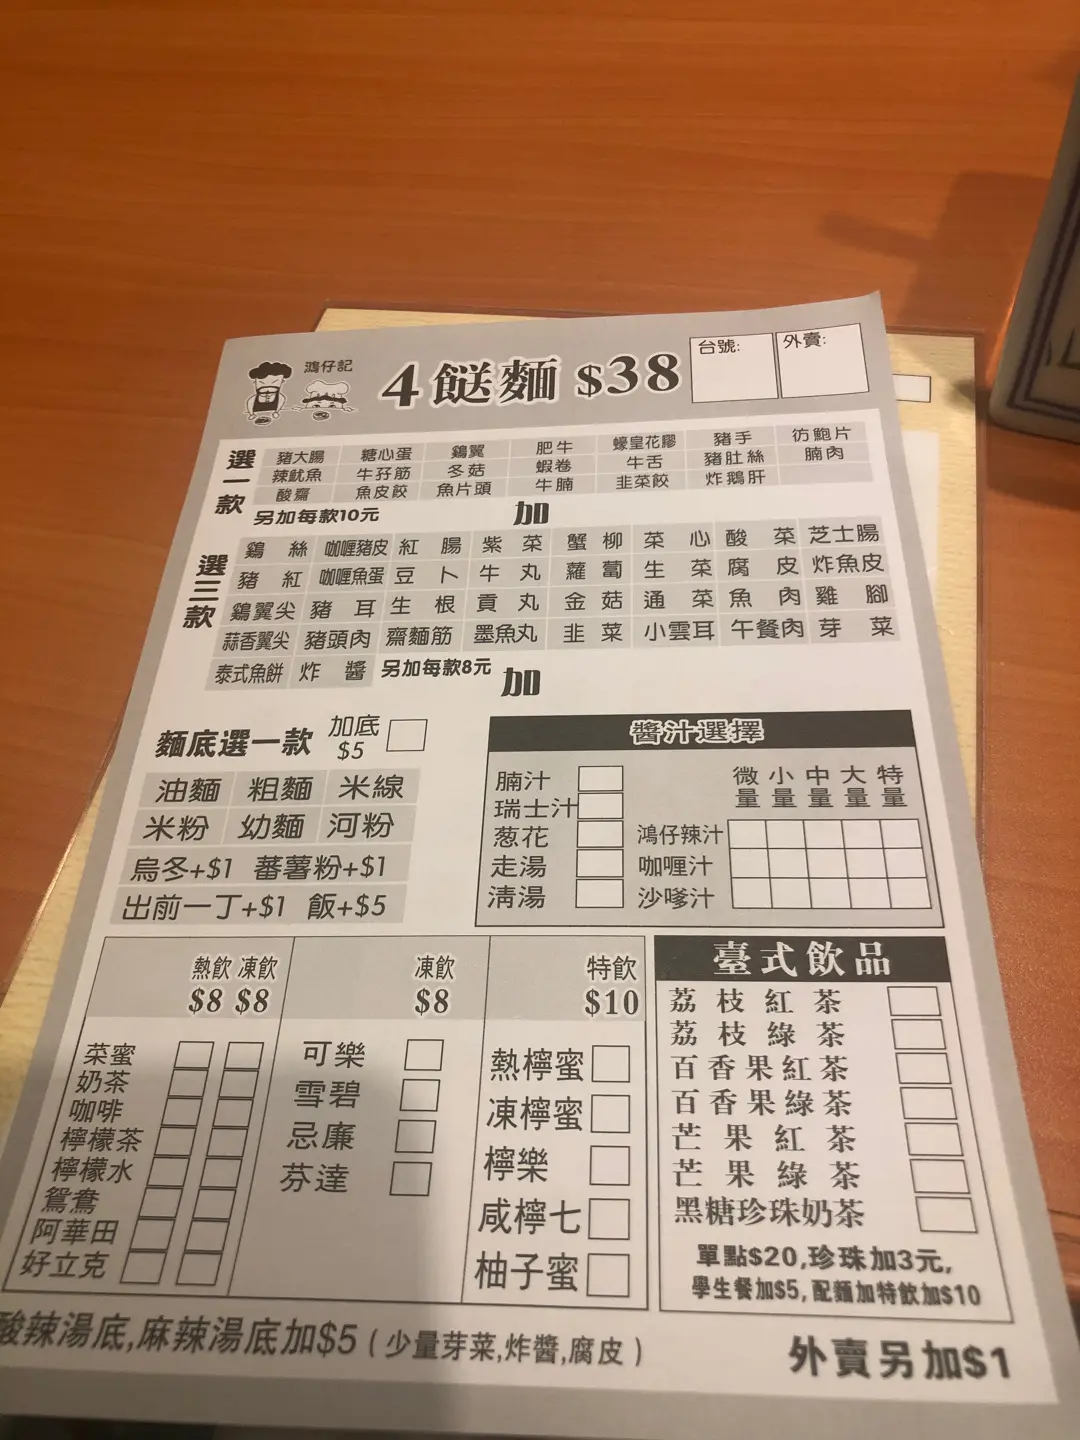 鴻仔記
4餸麵 $38
台號:
外賣:
選一款
豬大腸 糖心蛋 鷄翼 肥牛 蠔皇花膠 豬手 彷鮑片
辣魷魚 牛孖筋 冬菇 蝦卷 牛舌 豬肚絲 腩肉
酸齋 魚皮餃 魚片頭 牛腩 韭菜餃 炸鵝肝
另加每款10元
加
選三款
鷄絲 咖喱豬皮 紅腸 紫菜 蟹柳 菜心 酸菜 芝士腸
豬紅 咖喱魚蛋 豆卜 牛丸 蘿蔔 生菜 腐皮 炸魚皮
鷄翼尖 豬耳 生根 貢丸 金菇 通菜 魚肉 雞腳
蒜香翼尖 豬頭肉 齋麵筋 墨魚丸 韭菜 小雲耳 午餐肉 芽菜
泰式魚餅 炸醬 另加每款8元
加
麵底選一款 加底 $5
油麵 粗麵 米線
米粉 幼麵 河粉
烏冬+$1 蕃薯粉+$1
出前一丁+$1 飯+$5
醬汁選擇
腩汁
瑞士汁
葱花
走湯
清湯
微量 小量 中量 大量 特量
鴻仔辣汁
咖喱汁
沙嗲汁
熱飲 凍飲
$8 $8
菜蜜
奶茶
咖啡
檸檬茶
檸檬水
鴛鴦
阿華田
好立克
凍飲
$8
可樂
雪碧
忌廉
芬達
特飲
$10
熱檸蜜
凍檸蜜
檸樂
咸檸七
柚子蜜
臺式飲品
荔枝紅茶
荔枝綠茶
百香果紅茶
百香果綠茶
芒果紅茶
芒果綠茶
黑糖珍珠奶茶
單點$20,珍珠加3元,
學生餐加$5,配麵加特飲加$10
酸辣湯底,麻辣湯底加$5(少量芽菜,炸醬,腐皮)
外賣另加$1